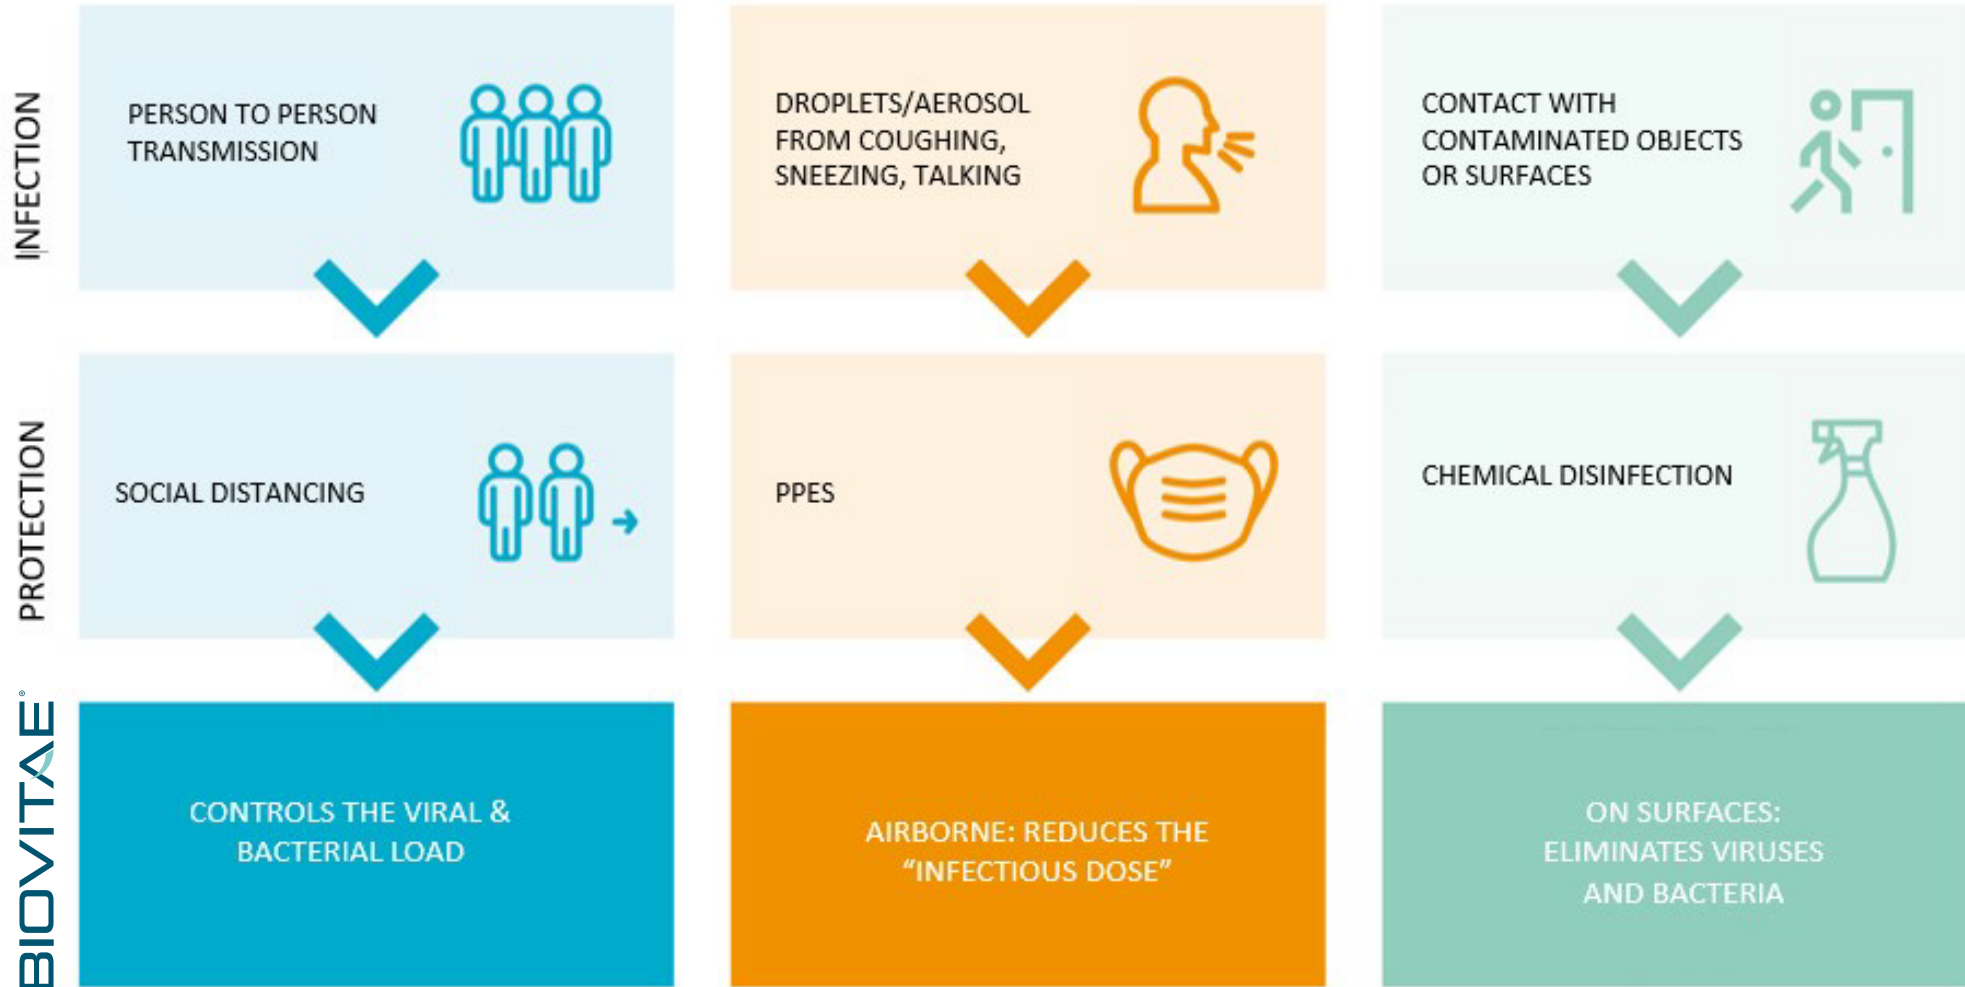 INFECTION
PERSON TO PERSON
TRANSMISSION
DROPLETS/AEROSOL
FROM COUGHING,
SNEEZING, TALKING
CONTACT WITH
CONTAMINATED OBJECTS
OR SURFACES
PROTECTION
SOCIAL DISTANCING
PPES
CHEMICAL DISINFECTION
BIOVITAE®
CONTROLS THE VIRAL &
BACTERIAL LOAD
AIRBORNE: REDUCES THE
“INFECTIOUS DOSE”
ON SURFACES:
ELIMINATES VIRUSES
AND BACTERIA